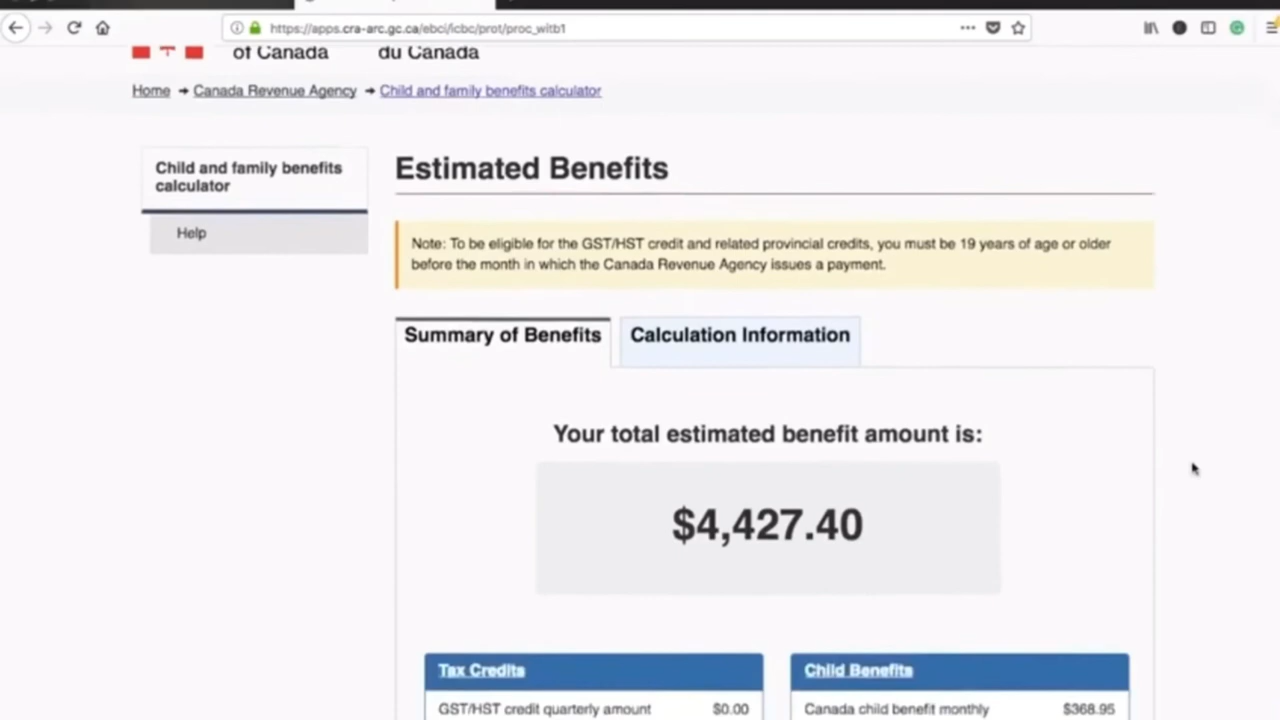 https://apps.cra-arc.gc.ca/ebci/icbc/prot/proc_witb1
of Canada
du Canada
Home → Canada Revenue Agency → Child and family benefits calculator
Child and family benefits
calculator
Help
Estimated Benefits
Note: To be eligible for the GST/HST credit and related provincial credits, you must be 19 years of age or older
before the month in which the Canada Revenue Agency issues a payment.
Summary of Benefits
Calculation Information
Your total estimated benefit amount is:
$4,427.40
Tax Credits
GST/HST credit quarterly amount $0.00
Child Benefits
Canada child benefit monthly $368.95